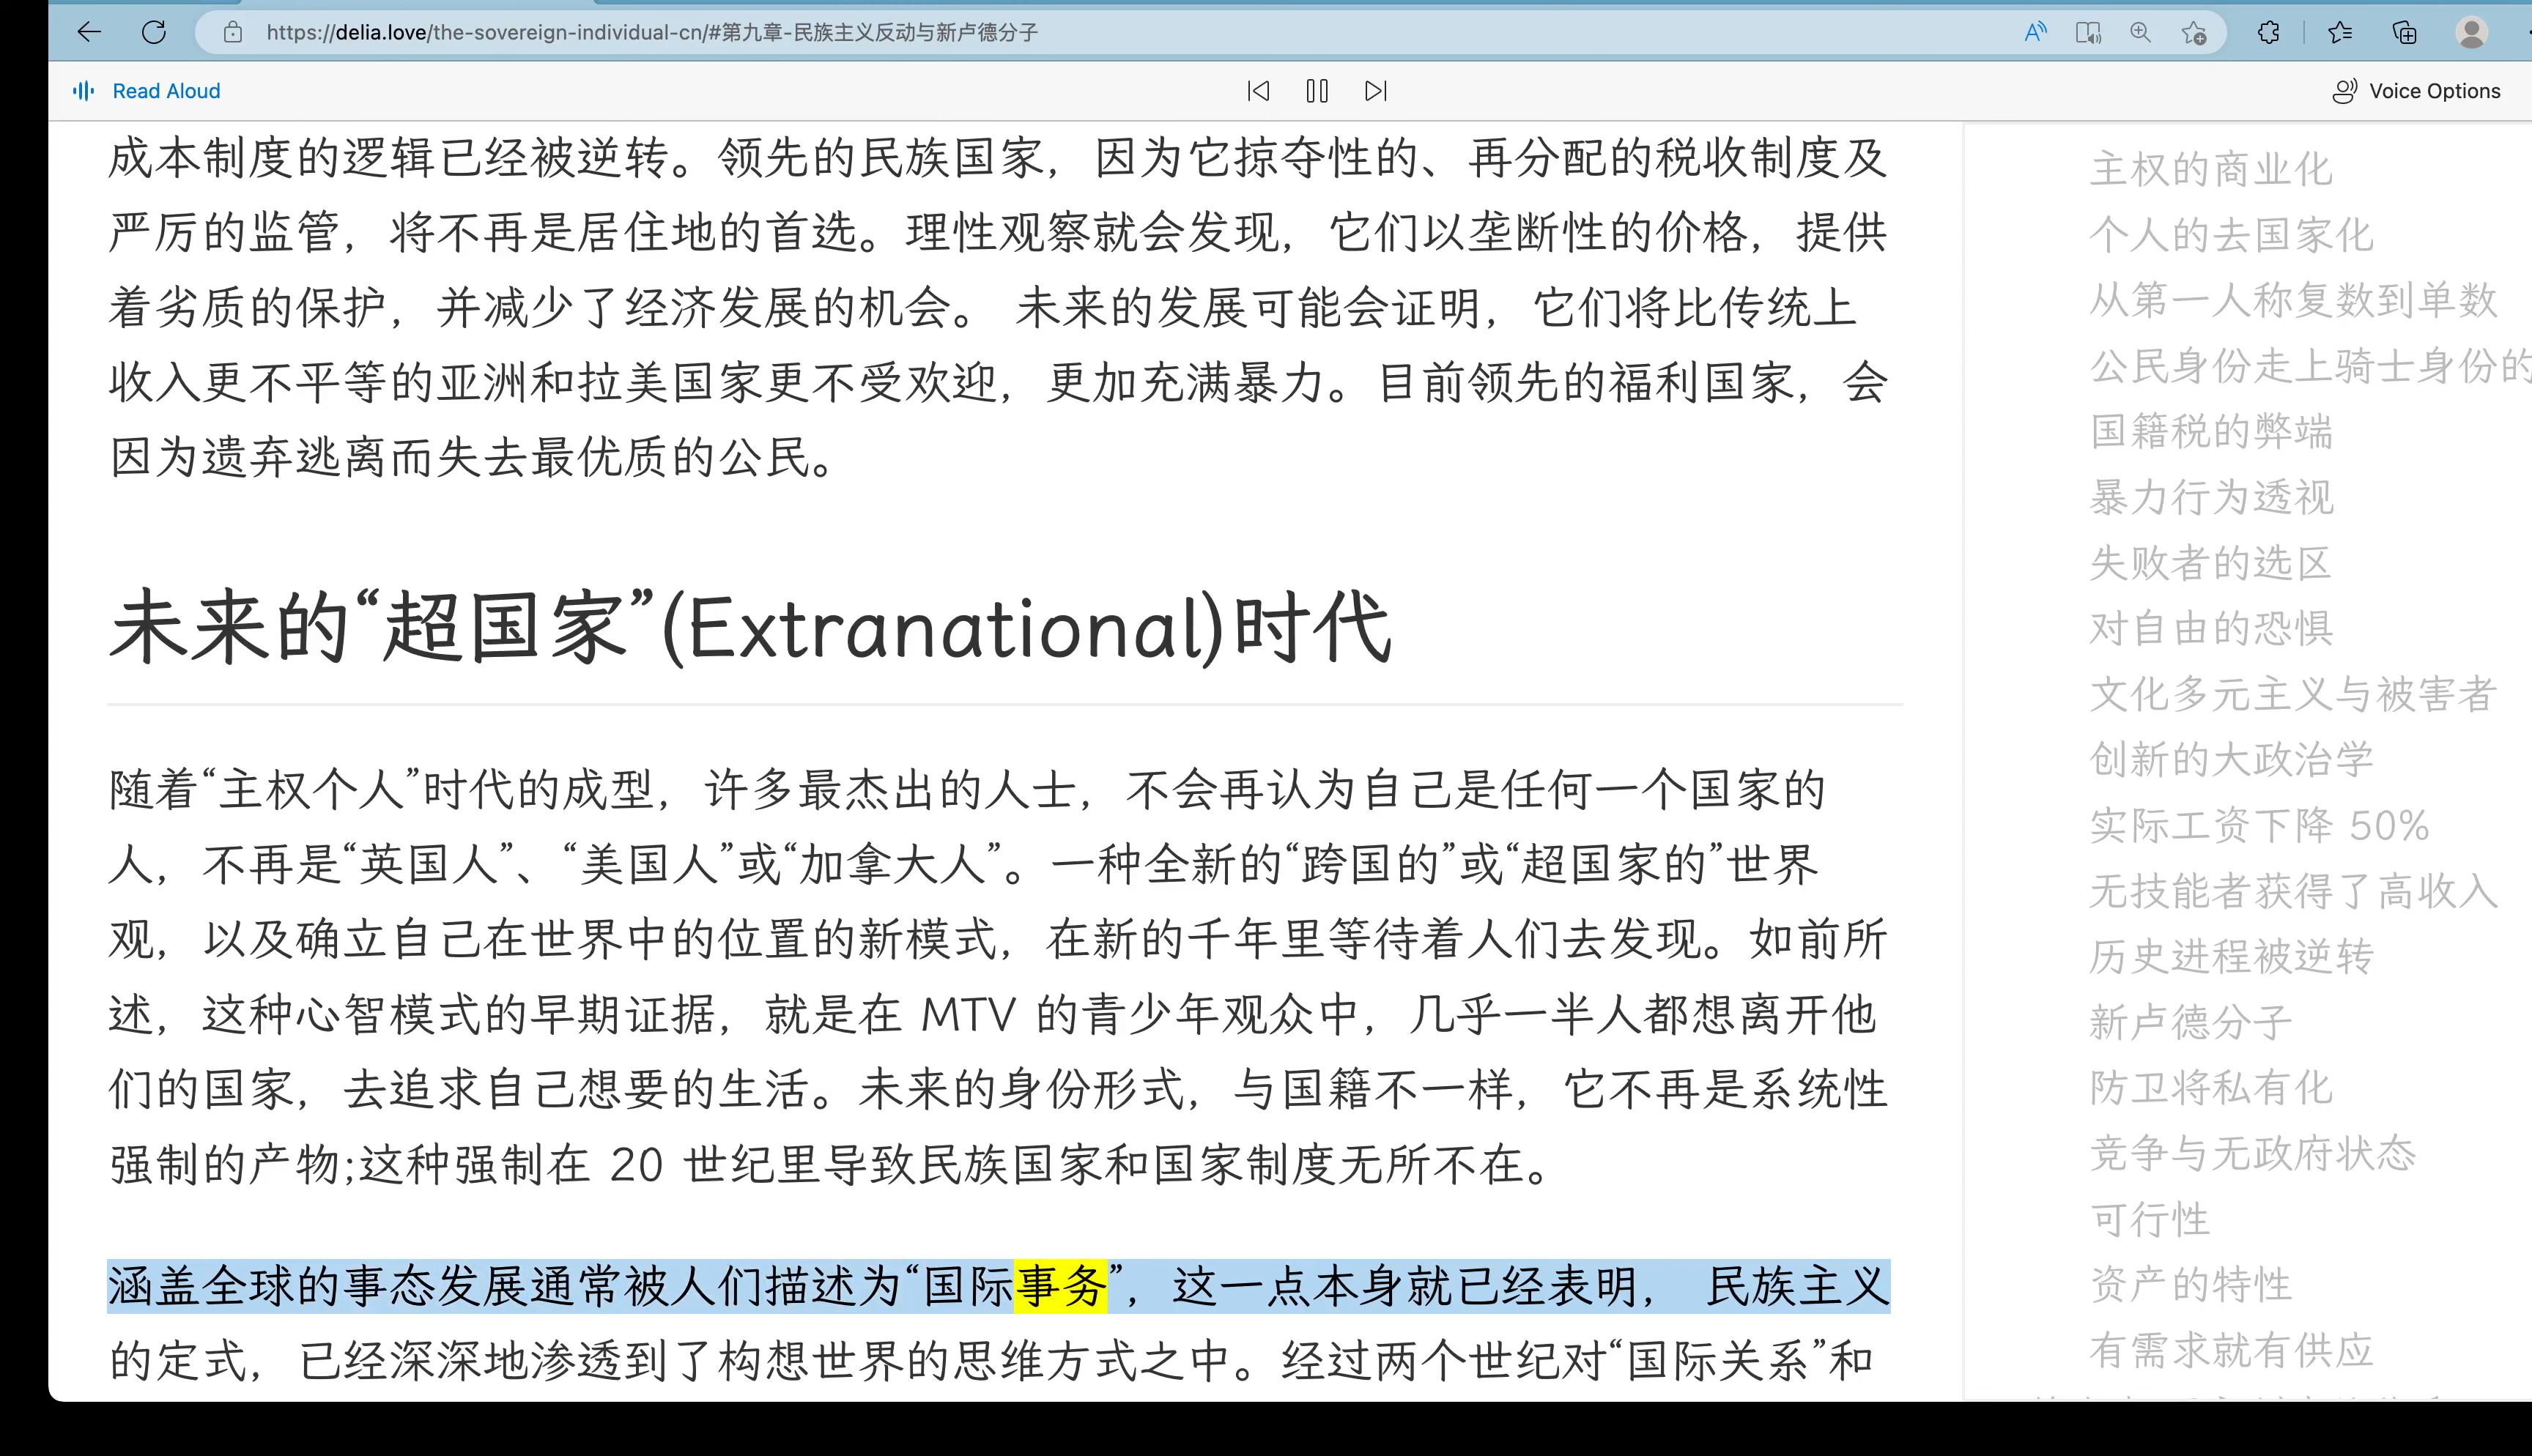 https://delia.love/the-sovereign-individual-cn/#第九章-民族主义反动与新卢德分子
Read Aloud
Voice Options
成本制度的逻辑已经被逆转。领先的民族国家，因为它掠夺性的、再分配的税收制度及
严厉的监管，将不再是居住地的首选。理性观察就会发现，它们以垄断性的价格，提供
着劣质的保护，并减少了经济发展的机会。 未来的发展可能会证明，它们将比传统上
收入更不平等的亚洲和拉美国家更不受欢迎，更加充满暴力。目前领先的福利国家，会
因为遗弃逃离而失去最优质的公民。
未来的“超国家”(Extranational)时代
随着“主权个人”时代的成型，许多最杰出的人士，不会再认为自己是任何一个国家的
人，不再是“英国人”、“美国人”或“加拿大人”。一种全新的“跨国的”或“超国家的”世界
观，以及确立自己在世界中的位置的新模式，在新的千年里等待着人们去发现。如前所
述，这种心智模式的早期证据，就是在 MTV 的青少年观众中，几乎一半人都想离开他
们的国家，去追求自己想要的生活。未来的身份形式，与国籍不一样，它不再是系统性
强制的产物;这种强制在 20 世纪里导致民族国家和国家制度无所不在。
涵盖全球的事态发展通常被人们描述为“国际事务”，这一点本身就已经表明， 民族主义
的定式，已经深深地渗透到了构想世界的思维方式之中。经过两个世纪对“国际关系”和
主权的商业化
个人的去国家化
从第一人称复数到单数
公民身份走上骑士身份的
国籍税的弊端
暴力行为透视
失败者的选区
对自由的恐惧
文化多元主义与被害者
创新的大政治学
实际工资下降 50%
无技能者获得了高收入
历史进程被逆转
新卢德分子
防卫将私有化
竞争与无政府状态
可行性
资产的特性
有需求就有供应